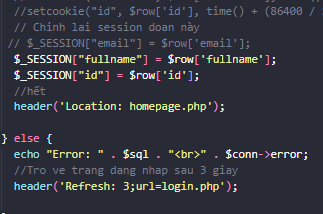 //setcookie("id", $row['id'], time() + (86400 /
// Chinh lai session doan này
// $_SESSION["email"] = $row['email'];
$_SESSION["fullname"] = $row['fullname'];
$_SESSION["id"] = $row['id'];
//hết
header('Location: homepage.php');
} else {
echo "Error: " . $sql . "<br>" . $conn->error;
//Tro ve trang dang nhap sau 3 giay
header('Refresh: 3;url=login.php');